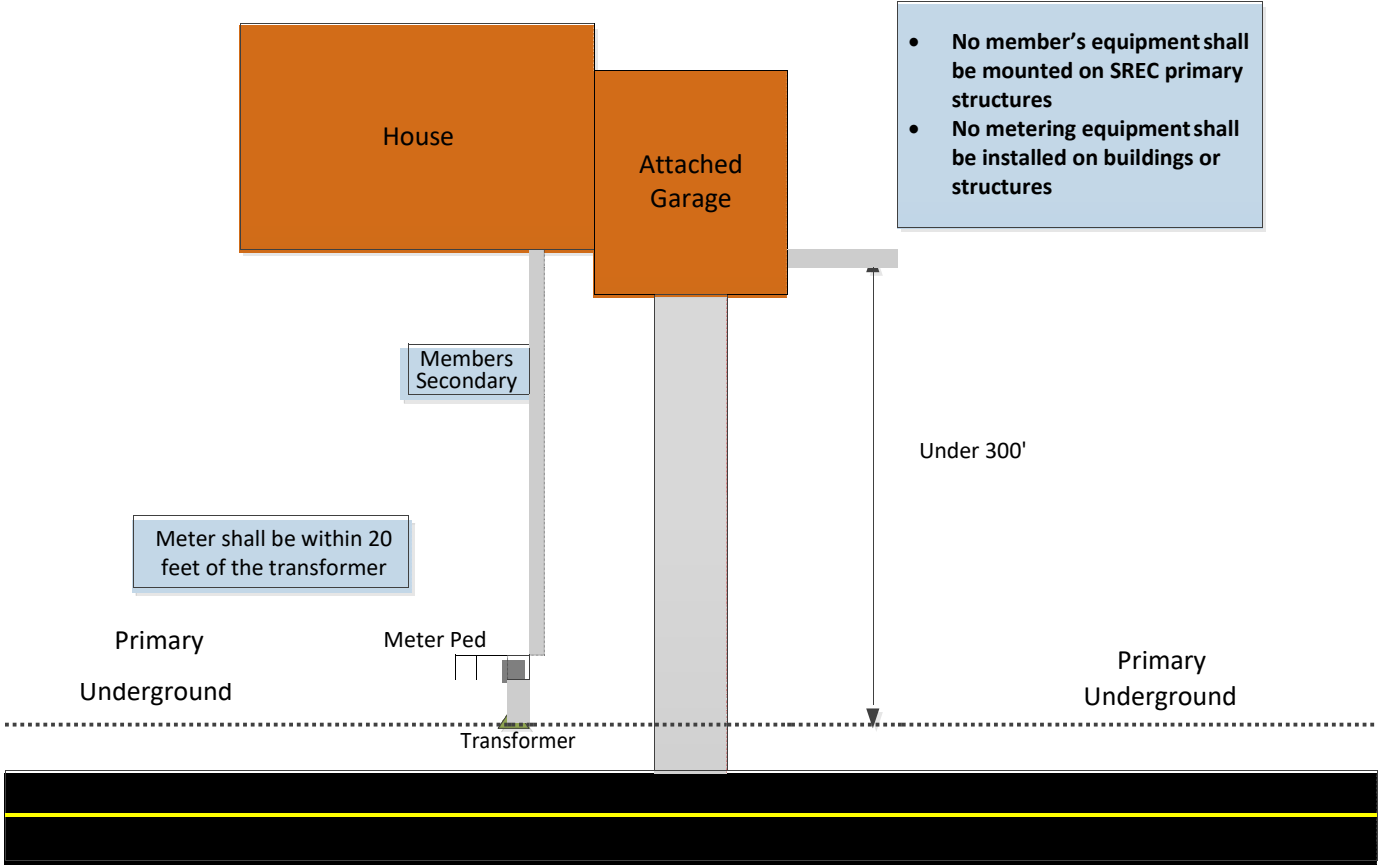 • No member’s equipment shall
be mounted on SREC primary
structures
• No metering equipment shall
be installed on buildings or
structures
House
Attached
Garage
Members
Secondary
Under 300'
Meter shall be within 20
feet of the transformer
Primary
Underground
Meter Ped
Primary
Underground
Transformer